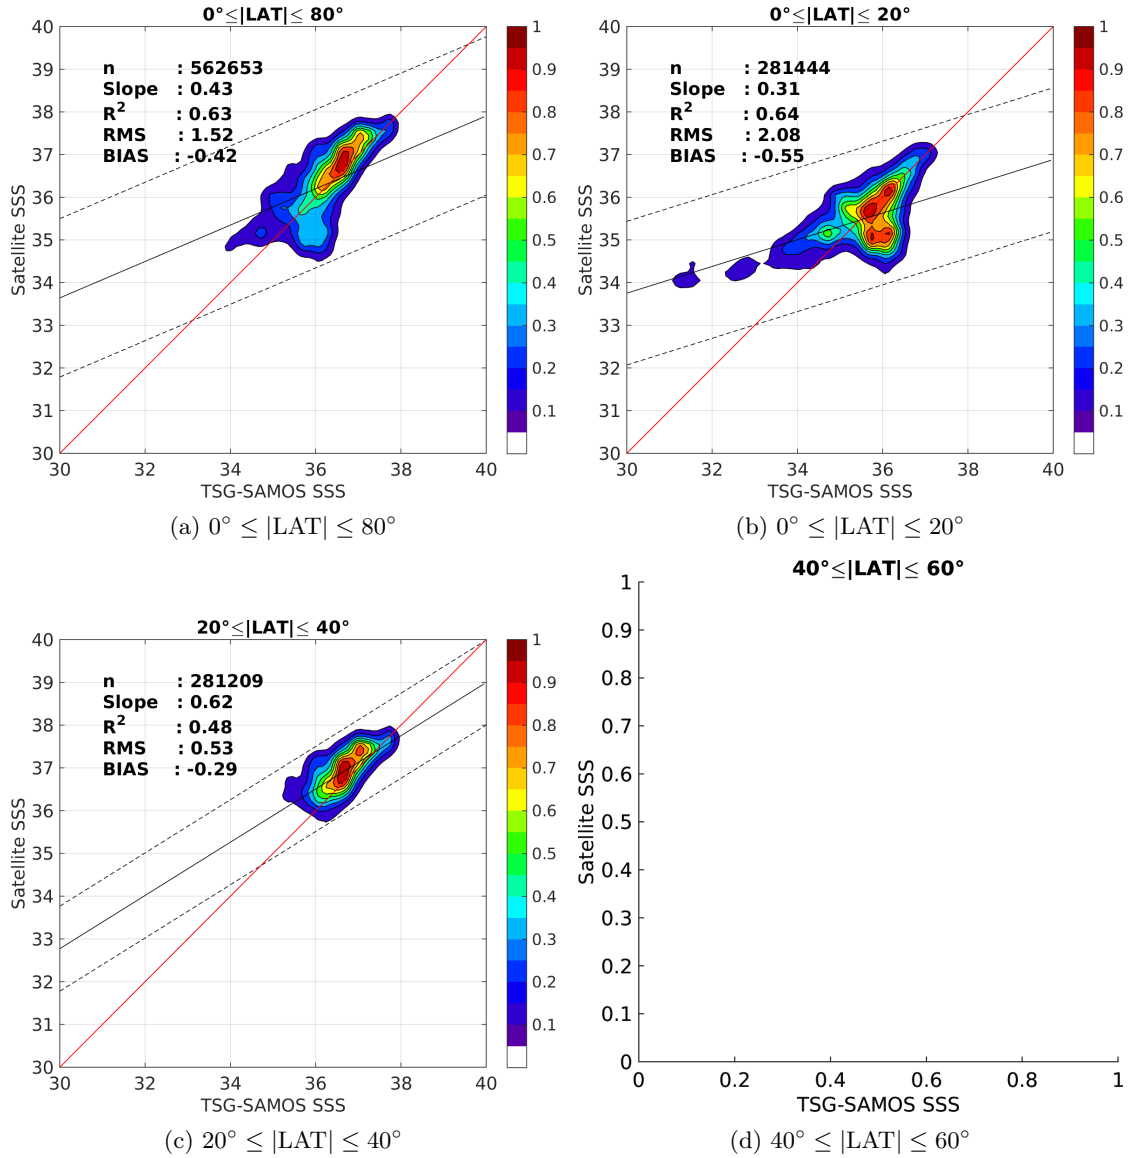 0°≤|LAT|≤ 80°
40
39
38
37
36
35
34
33
32
31
30
n : 562653
Slope : 0.43
R2 : 0.63
RMS : 1.52
BIAS : -0.42
Satellite SSS
30 32 34 36 38 40
TSG-SAMOS SSS
1
0.9
0.8
0.7
0.6
0.5
0.4
0.3
0.2
0.1
(a) 0° ≤ |LAT| ≤ 80°
0°≤|LAT|≤ 20°
40
39
38
37
36
35
34
33
32
31
30
n : 281444
Slope : 0.31
R2 : 0.64
RMS : 2.08
BIAS : -0.55
Satellite SSS
30 32 34 36 38 40
TSG-SAMOS SSS
1
0.9
0.8
0.7
0.6
0.5
0.4
0.3
0.2
0.1
(b) 0° ≤ |LAT| ≤ 20°
20°≤|LAT|≤ 40°
40
39
38
37
36
35
34
33
32
31
30
n : 281209
Slope : 0.62
R2 : 0.48
RMS : 0.53
BIAS : -0.29
Satellite SSS
30 32 34 36 38 40
TSG-SAMOS SSS
1
0.9
0.8
0.7
0.6
0.5
0.4
0.3
0.2
0.1
(c) 20° ≤ |LAT| ≤ 40°
40°≤|LAT|≤ 60°
1
0.9
0.8
0.7
0.6
0.5
0.4
0.3
0.2
0.1
0
Satellite SSS
0 0.2 0.4 0.6 0.8 1
TSG-SAMOS SSS
(d) 40° ≤ |LAT| ≤ 60°